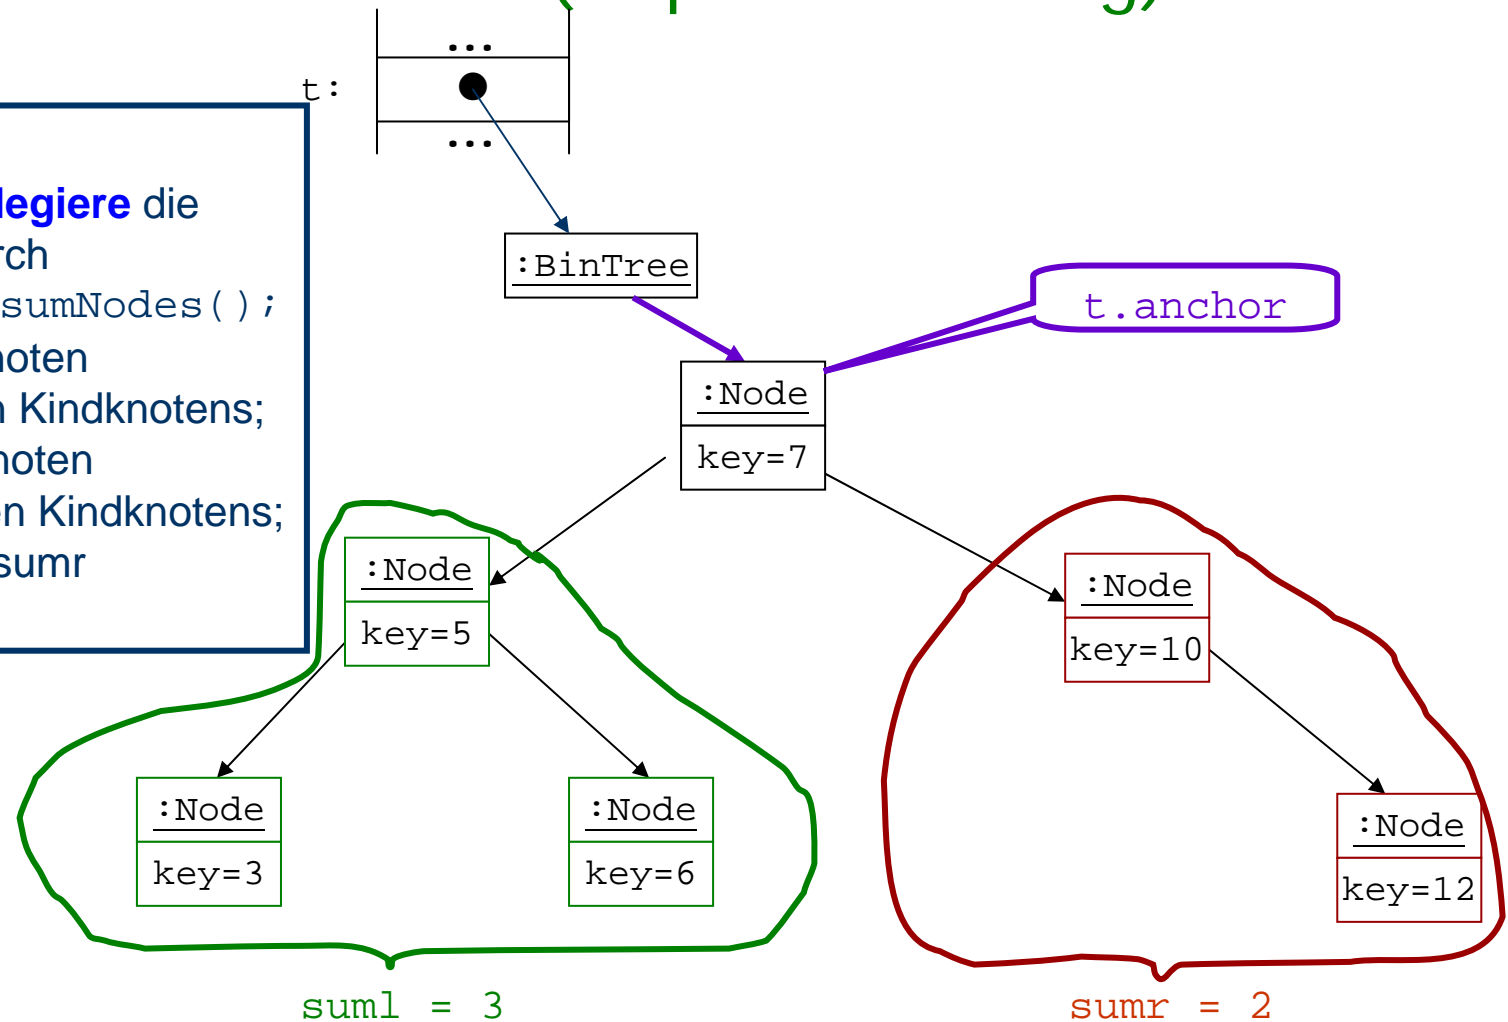 ...
t:
...
legiere die
rch
sumNodes();
noten
n Kindknotens;
noten
en Kindknotens;
sumr
:BinTree
t.anchor
:Node
key=7
:Node
key=5
:Node
key=10
:Node
key=3
:Node
key=6
:Node
key=12
suml = 3
sumr = 2